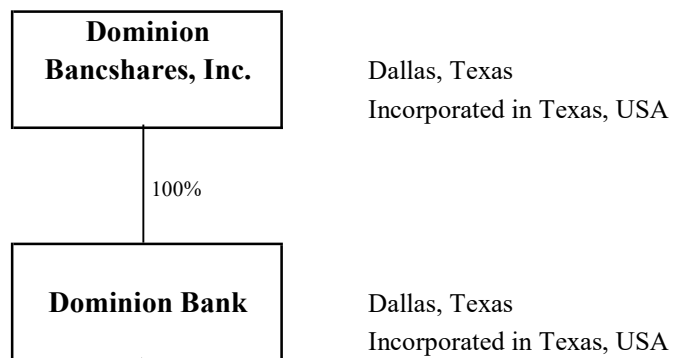 Dominion
Bancshares, Inc.
Dallas, Texas
Incorporated in Texas, USA
100%
Dominion Bank
Dallas, Texas
Incorporated in Texas, USA